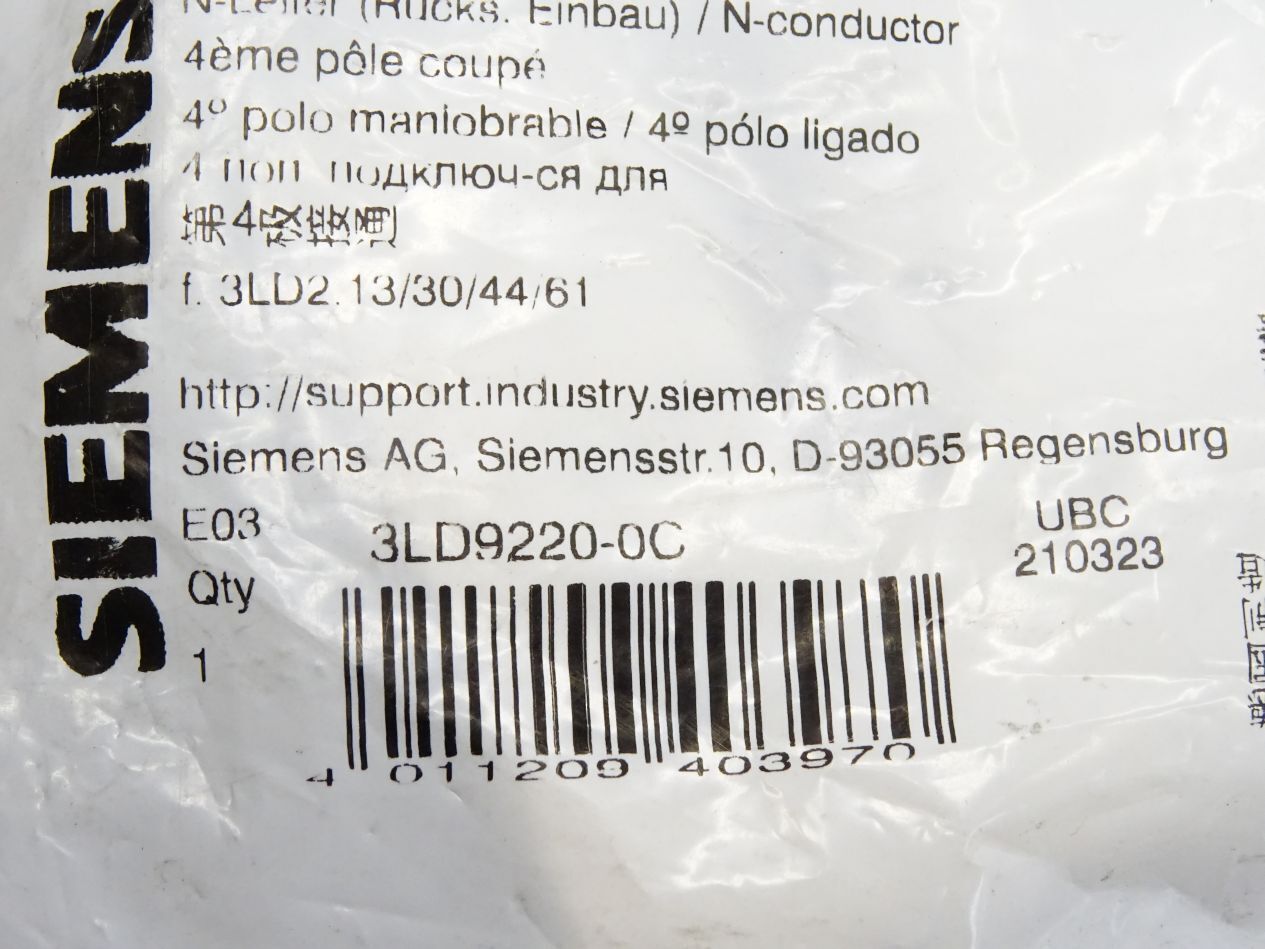 SIEMENS
N-Leiter (Rücks. Einbau) / N-conductor
4ème pôle coupé
4º polo maniobrable / 4º pólo ligado
4 пол подключ-ся для
f. 3LD2.13/30/44/61
http://support.industry.siemens.com
Siemens AG, Siemensstr.10, D-93055 Regensburg
E03 3LD9220-0C UBC
210323
Qty
1
4 011209 403970